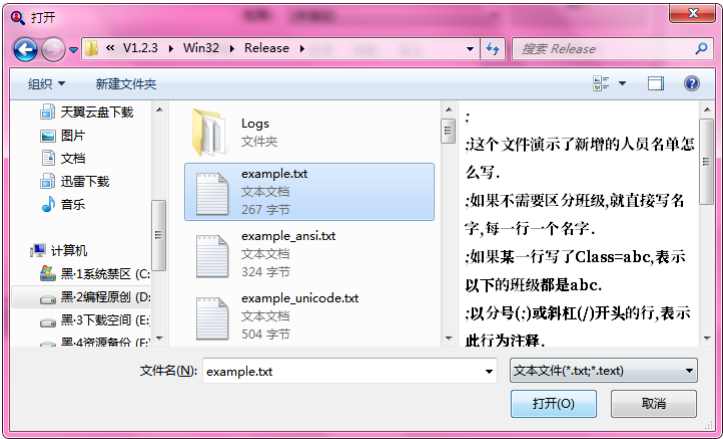 打开
« V1.2.3 Win32 Release
搜索 Release
组织 新建文件夹
天翼云盘下载
图片
文档
迅雷下载
音乐
计算机
黑·1系统禁区 (C:
黑·2编程原创 (D:
黑·3下载空间 (E:
黑·4资源备份 (F:
Logs
文件夹
example.txt
文本文档
267 字节
example_ansi.txt
文本文档
324 字节
example_unicode.txt
文本文档
504 字节
;
;这个文件演示了新增的人员名单怎
么写.
;如果不需要区分班级,就直接写名
字,每一行一个名字.
;如果某一行写了Class=abc,表示
以下的班级都是abc.
;以分号(;)或斜杠(/)开头的行,表示
此行为注释.
文件名(N): example.txt
文本文件(*.txt;*.text)
打开(O) 取消